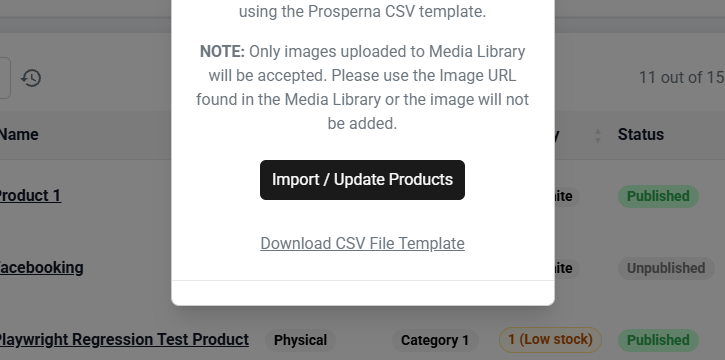 using the Prosperna CSV template.
NOTE: Only images uploaded to Media Library
will be accepted. Please use the Image URL
found in the Media Library or the image will not
be added.
Import / Update Products
Download CSV File Template
11 out of 15
Name
y
Status
Product 1
ite
Published
acebooking
ite
Unpublished
Playwright Regression Test Product
Physical
Category 1
1 (Low stock)
Published